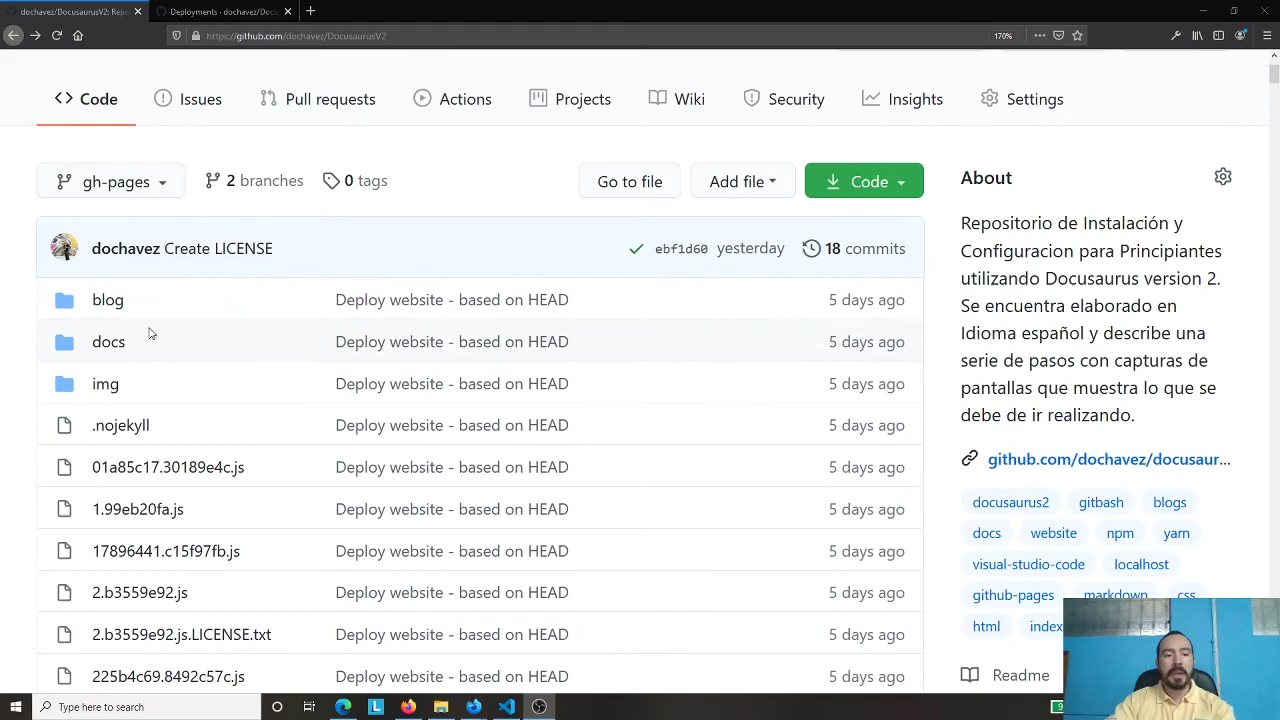 dochavez/DocusaurusV2: Repo
Deployments · dochavez/Docu
https://github.com/dochavez/DocusaurusV2
170%
Code
Issues
Pull requests
Actions
Projects
Wiki
Security
Insights
Settings
gh-pages
2 branches
0 tags
Go to file
Add file
Code
dochavez Create LICENSE
ebf1d60 yesterday
18 commits
blog Deploy website - based on HEAD 5 days ago
docs Deploy website - based on HEAD 5 days ago
img Deploy website - based on HEAD 5 days ago
.nojekyll Deploy website - based on HEAD 5 days ago
01a85c17.30189e4c.js Deploy website - based on HEAD 5 days ago
1.99eb20fa.js Deploy website - based on HEAD 5 days ago
17896441.c15f97fb.js Deploy website - based on HEAD 5 days ago
2.b3559e92.js Deploy website - based on HEAD 5 days ago
2.b3559e92.js.LICENSE.txt Deploy website - based on HEAD 5 days ago
225b4c69.8492c57c.js Deploy website - based on HEAD 5 days ago
About
Repositorio de Instalación y
Configuracion para Principiantes
utilizando Docusaurus version 2.
Se encuentra elaborado en
Idioma español y describe una
serie de pasos con capturas de
pantallas que muestra lo que se
debe de ir realizando.
github.com/dochavez/docusaur...
docusaurus2 gitbash blogs
docs website npm yarn
visual-studio-code localhost
github-pages markdown css
html index
Readme
Type here to search